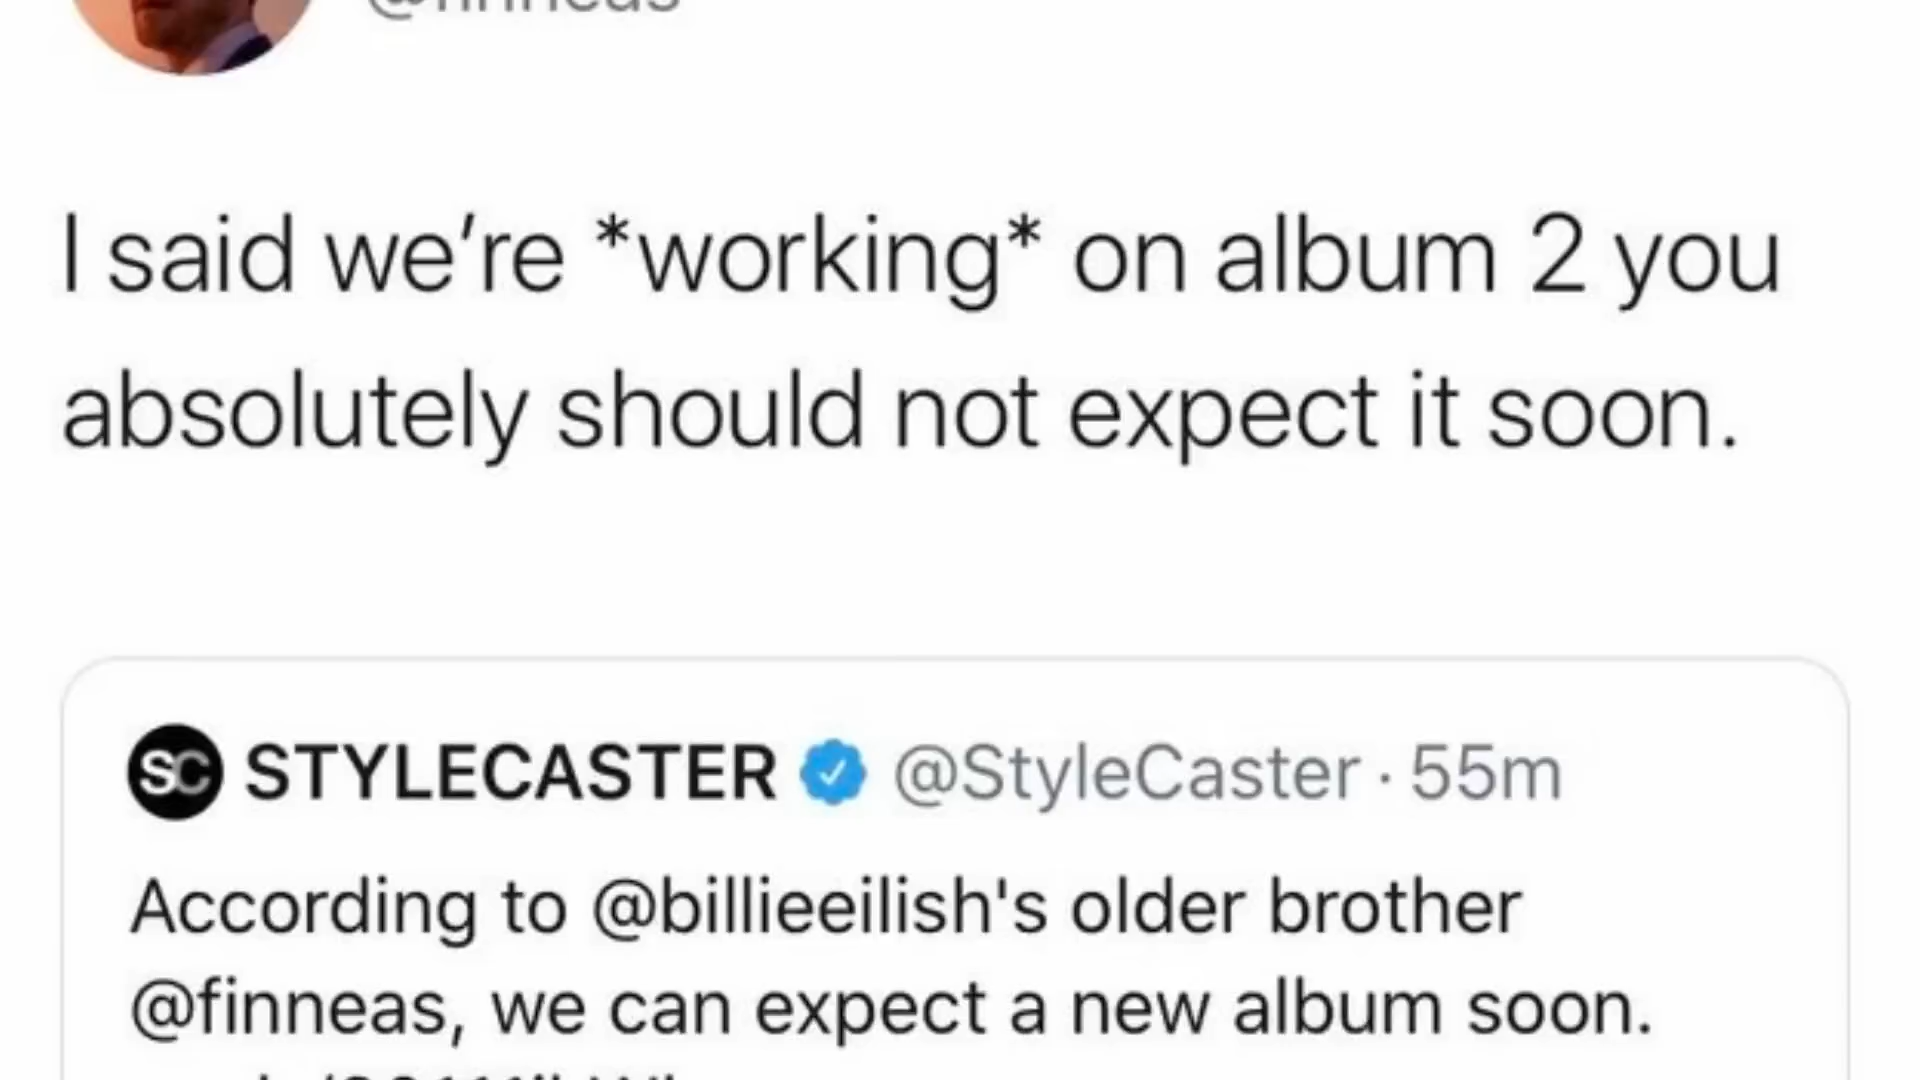 @finneas
I said we’re *working* on album 2 you
absolutely should not expect it soon.
SC STYLECASTER @StyleCaster · 55m
According to @billieeilish's older brother
@finneas, we can expect a new album soon.